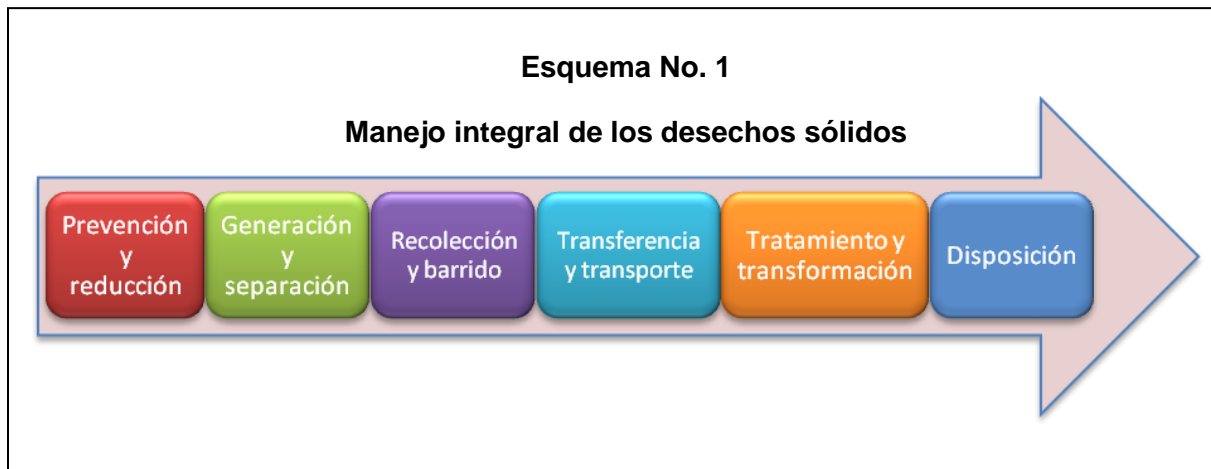 Esquema No. 1
Manejo integral de los desechos sólidos
Prevención
y
reducción
Generación
y
separación
Recolección
y barrido
Transferencia
y transporte
Tratamiento y
transformación
Disposición